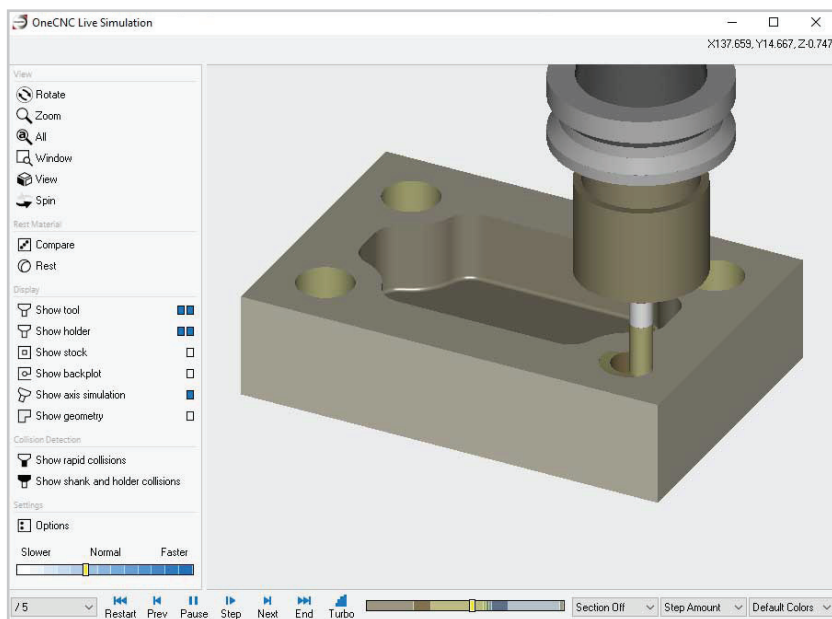 OneCNC Live Simulation
X137.659, Y14.667, Z-0.747
View
Rotate
Zoom
All
Window
View
Spin
Rest Material
Compare
Rest
Display
Show tool
Show holder
Show stock
Show backplot
Show axis simulation
Show geometry
Collision Detection
Show rapid collisions
Show shank and holder collisions
Settings
Options
Slower Normal Faster
/ 5 Restart Prev Pause Step Next End Turbo Section Off Step Amount Default Colors